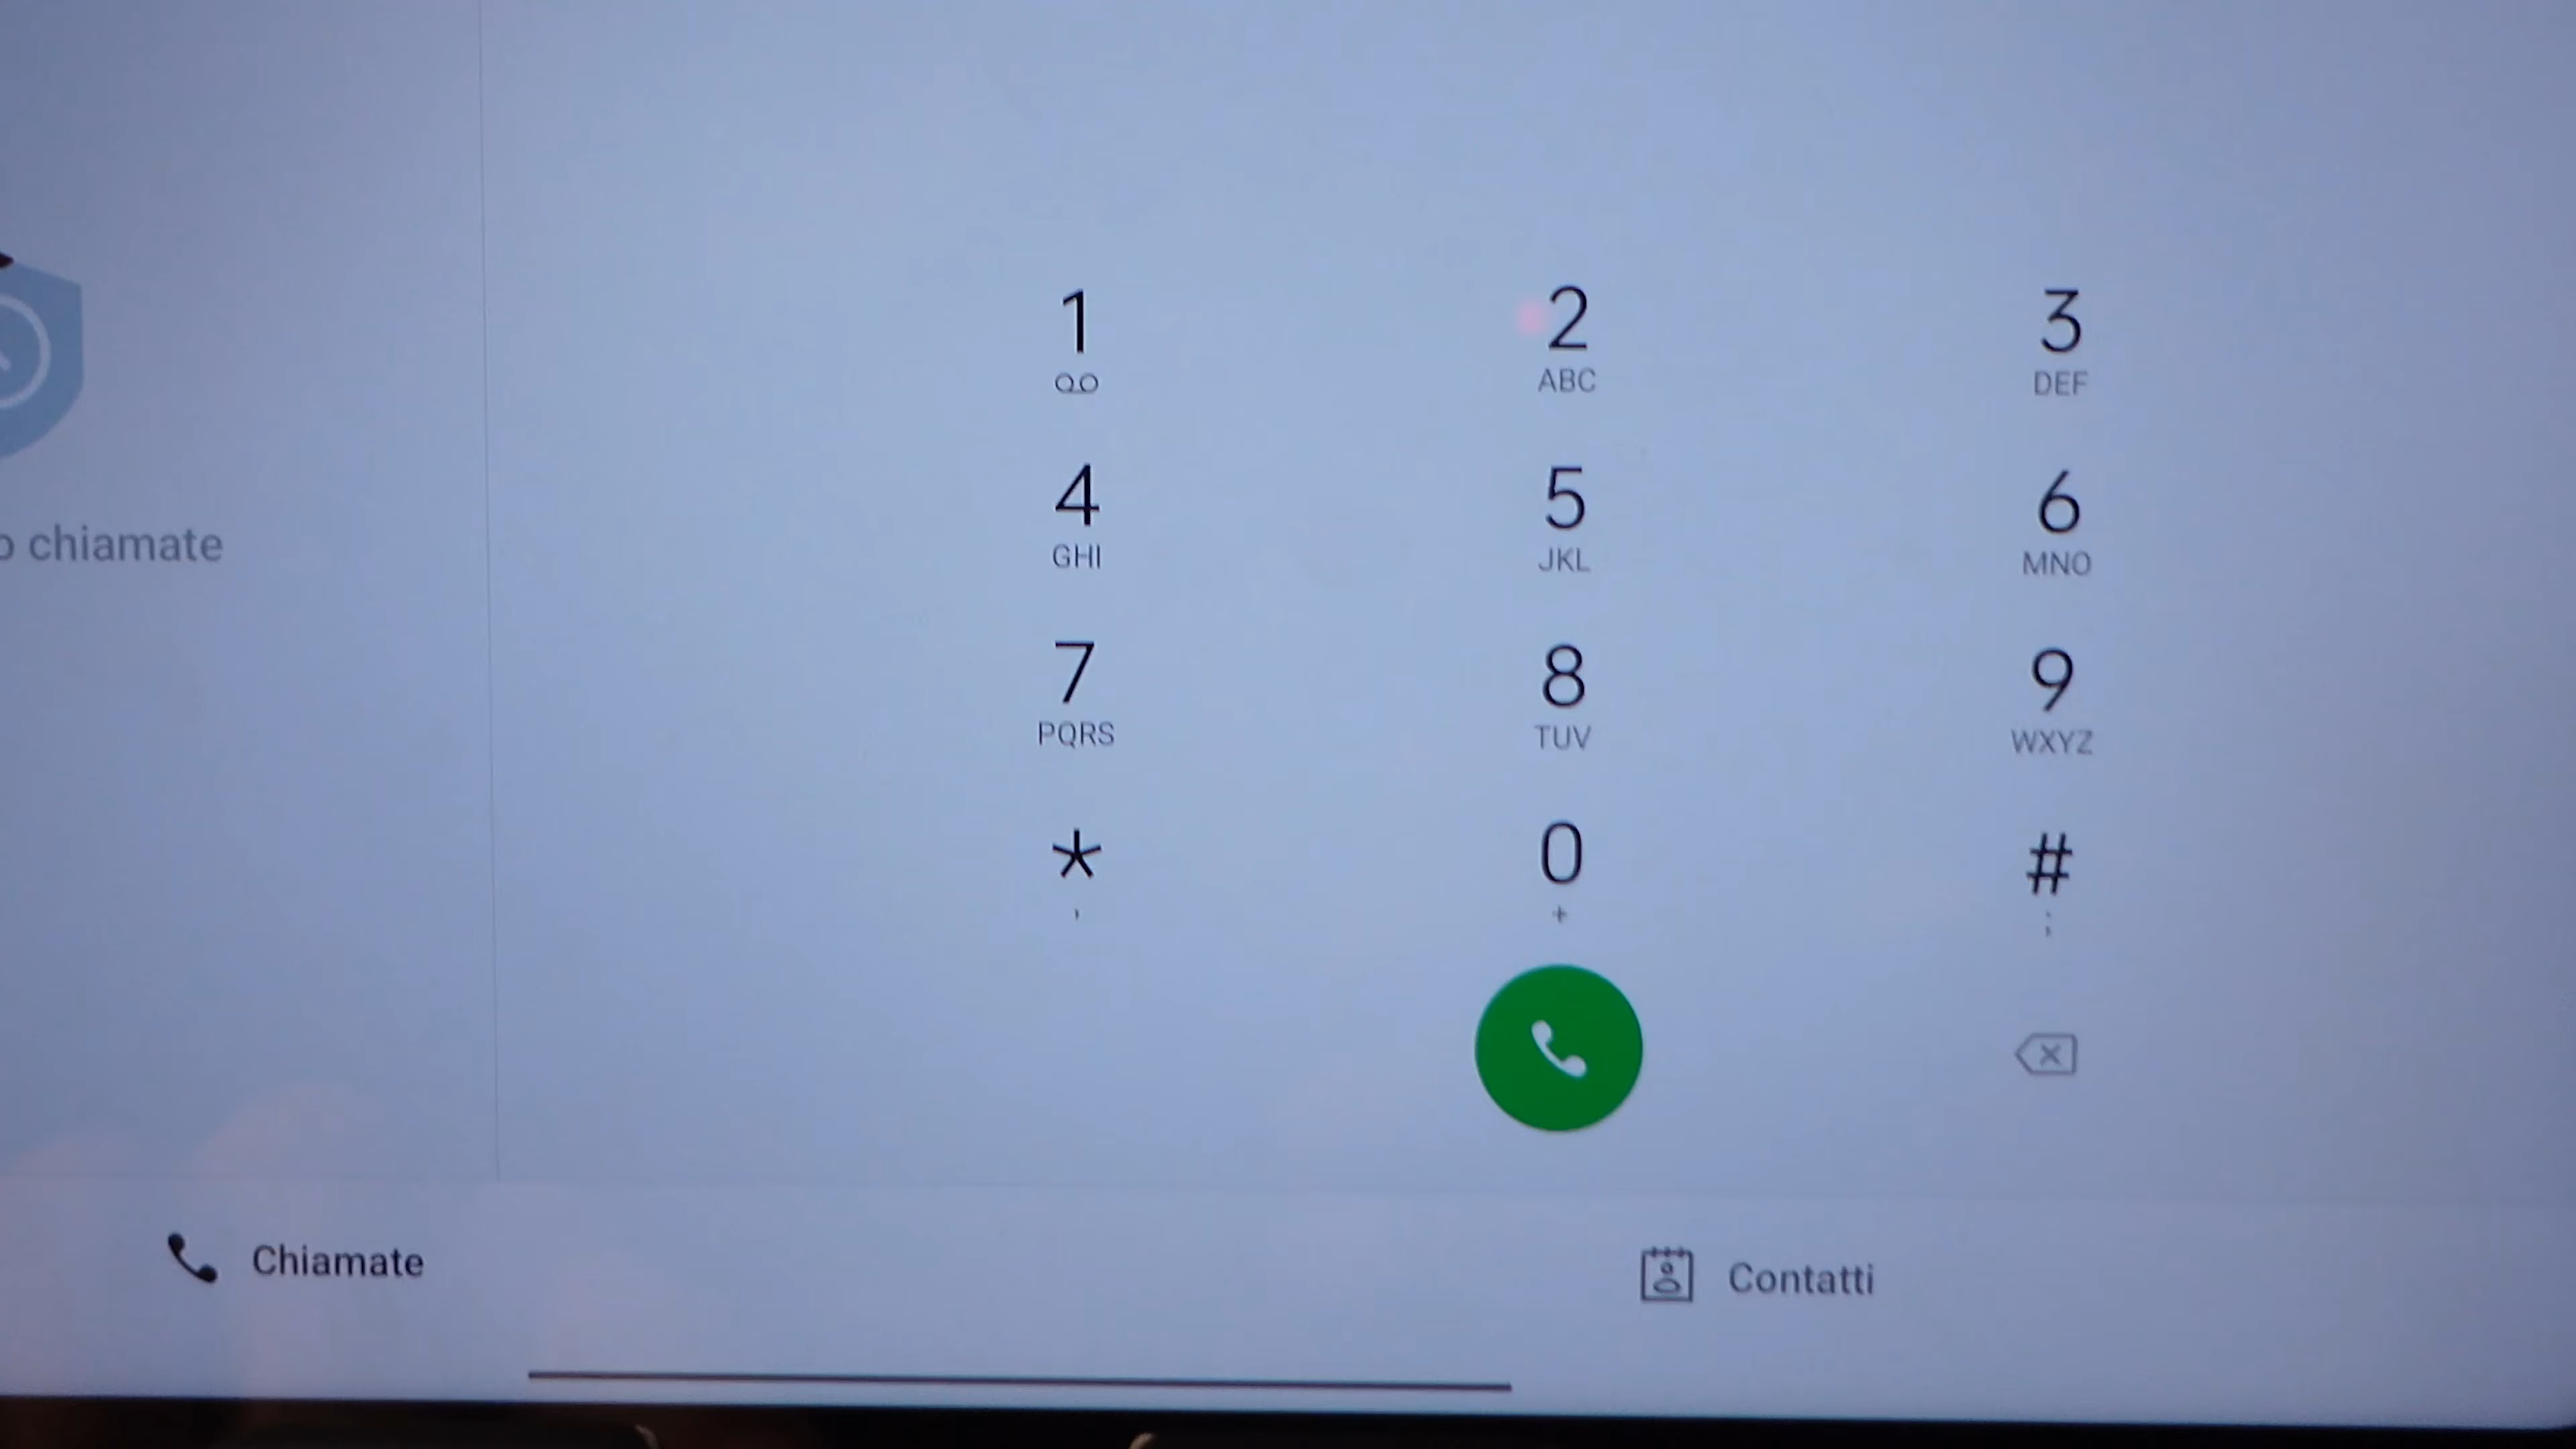 1 2 3
ABC DEF
4 5 6
GHI JKL MNO
chiamate
7 8 9
PQRS TUV WXYZ
* 0 #
, + ;
Chiamate Contatti